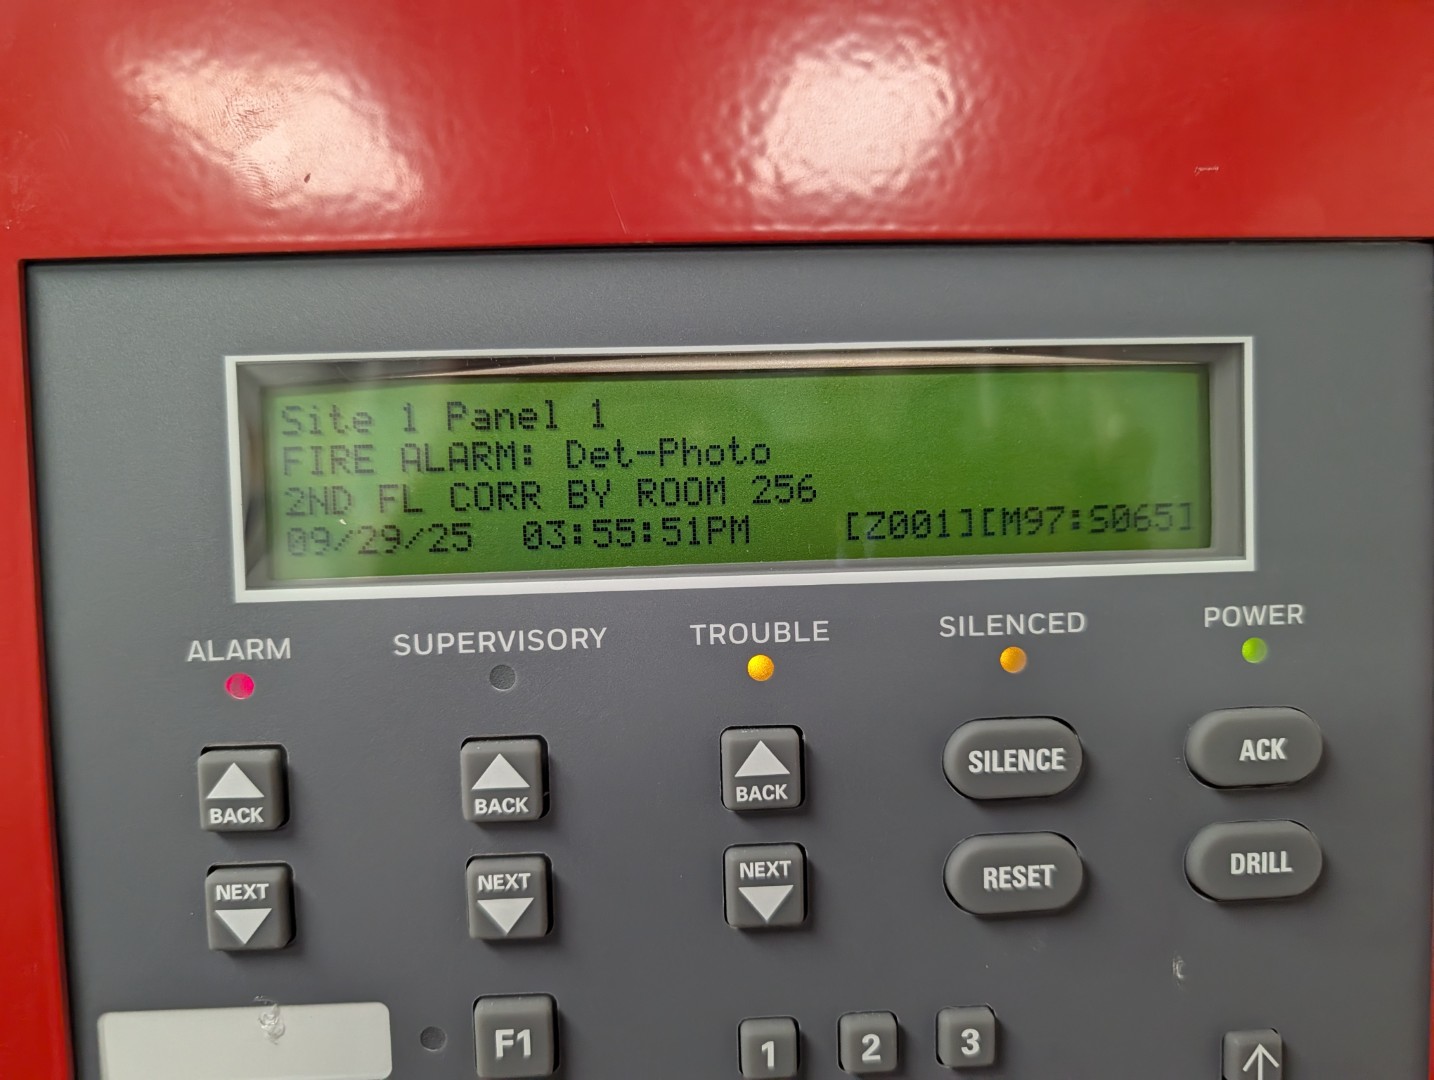 Site 1 Panel 1
FIRE ALARM: Det-Photo
2ND FL CORR BY ROOM 256
09/29/25 03:55:51PM [Z001][M97:S065]
ALARM SUPERVISORY TROUBLE SILENCED POWER
BACK BACK BACK SILENCE ACK
NEXT NEXT NEXT RESET DRILL
F1 1 2 3